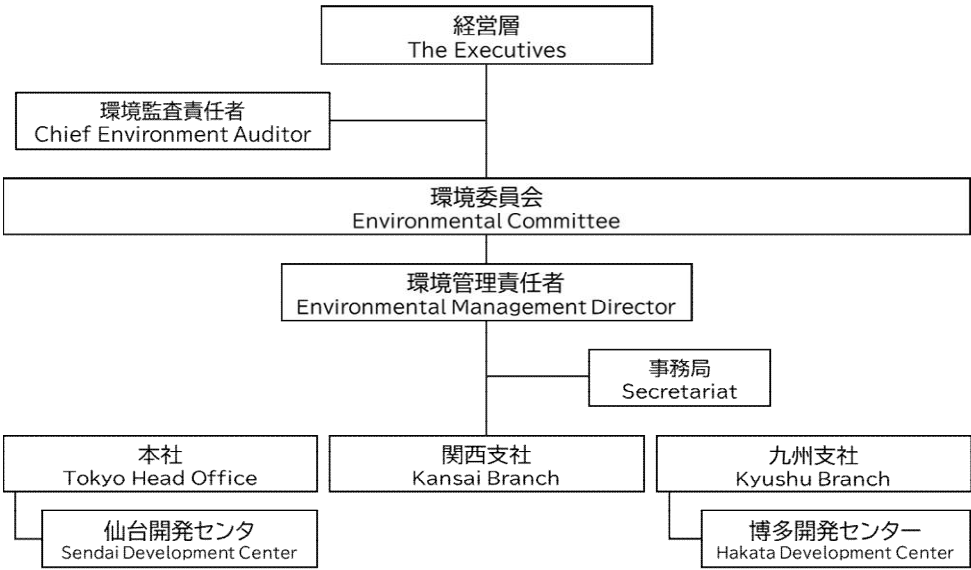 経営層
The Executives
環境監査責任者
Chief Environment Auditor
環境委員会
Environmental Committee
環境管理責任者
Environmental Management Director
事務局
Secretariat
本社
Tokyo Head Office
関西支社
Kansai Branch
九州支社
Kyushu Branch
仙台開発センタ
Sendai Development Center
博多開発センター
Hakata Development Center